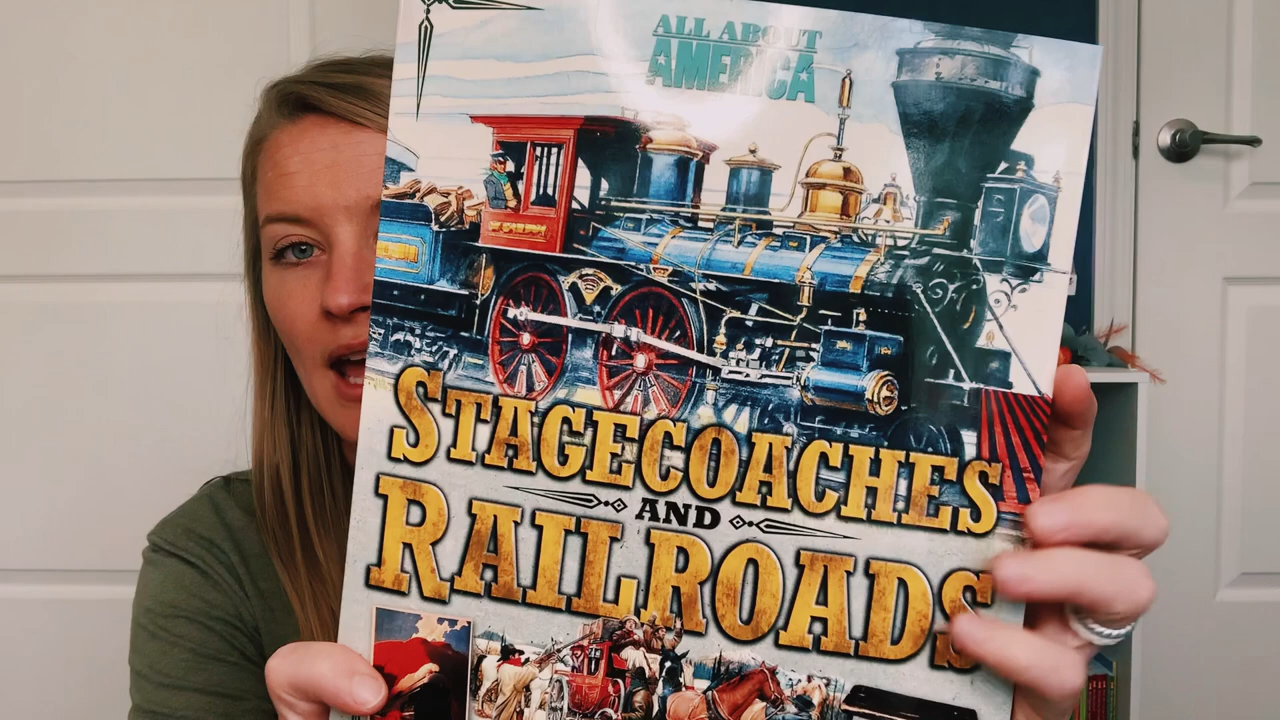 ALL ABOUT
AMERICA
STAGECOACHES
AND
RAILROADS